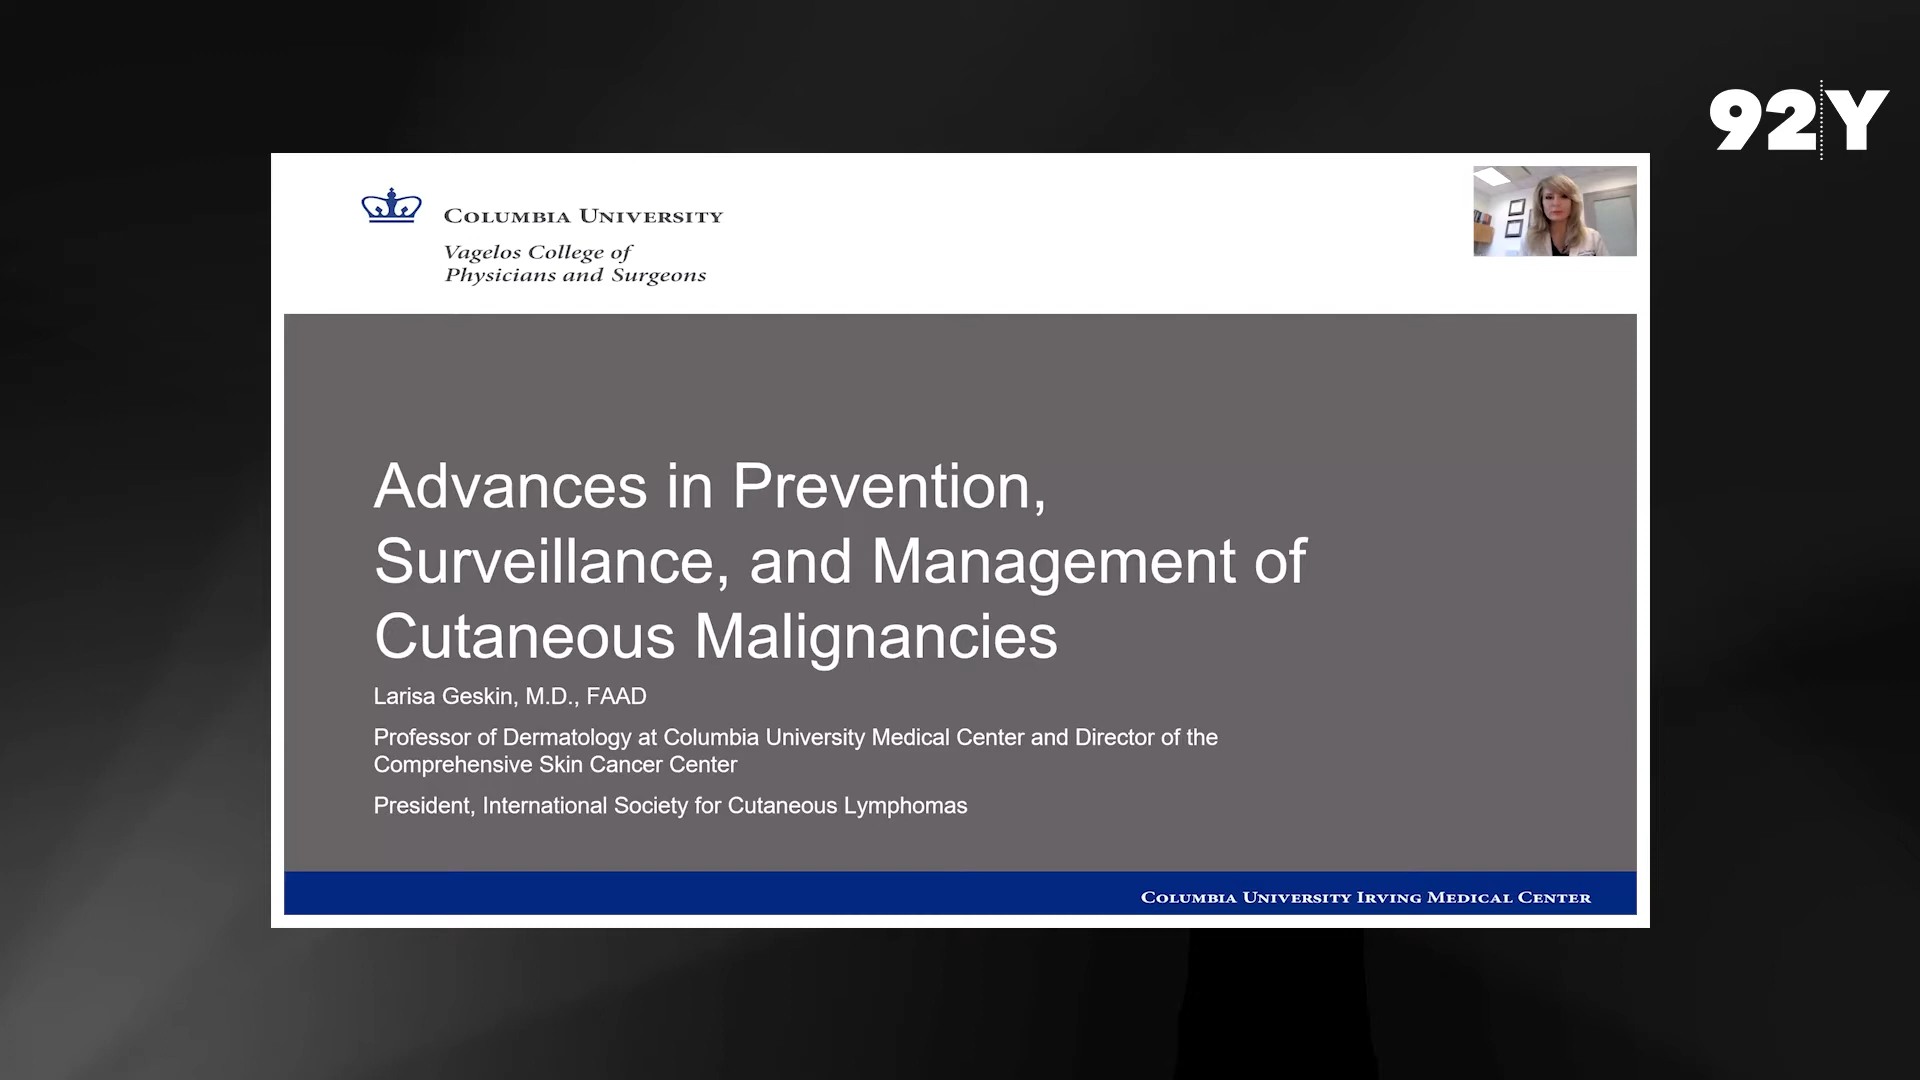 92Y
COLUMBIA UNIVERSITY
Vagelos College of
Physicians and Surgeons
Advances in Prevention,
Surveillance, and Management of
Cutaneous Malignancies
Larisa Geskin, M.D., FAAD
Professor of Dermatology at Columbia University Medical Center and Director of the
Comprehensive Skin Cancer Center
President, International Society for Cutaneous Lymphomas
COLUMBIA UNIVERSITY IRVING MEDICAL CENTER